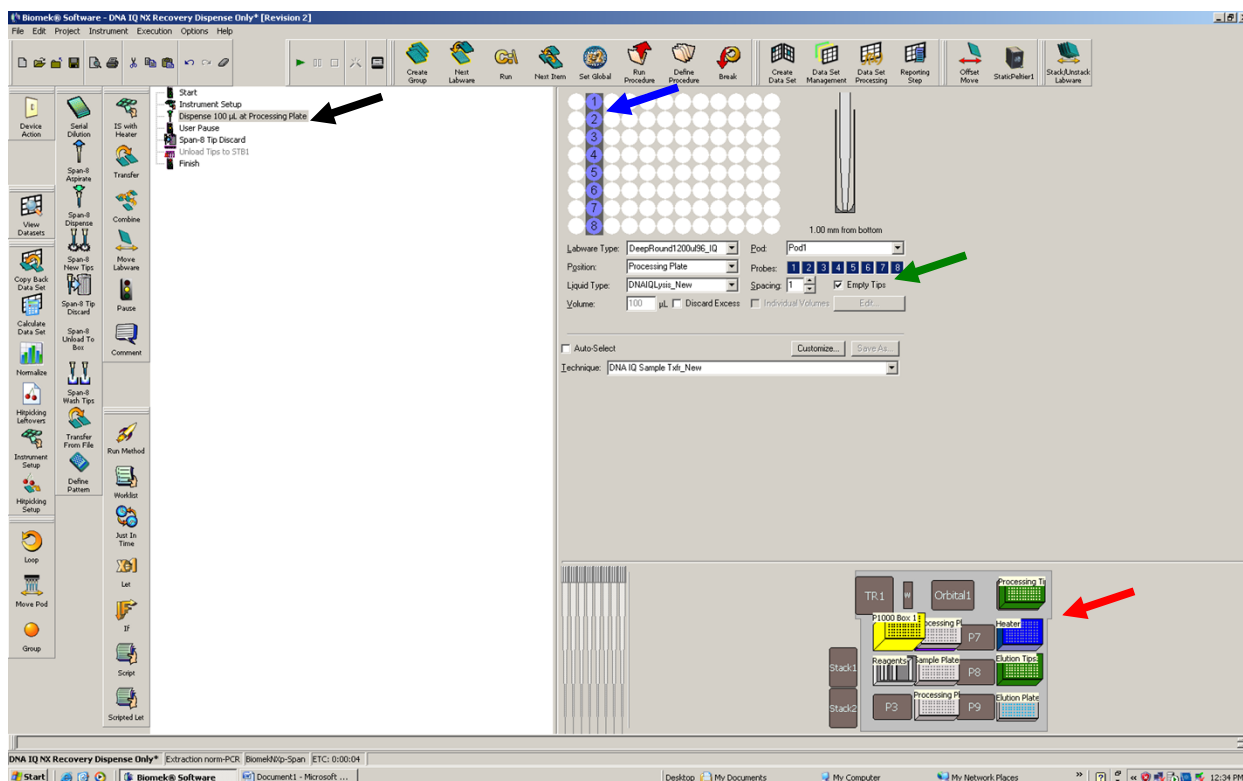 Biomek® Software - DNA IQ NX Recovery Dispense Only* [Revision 2]
File Edit Project Instrument Execution Options Help
Create Group
Nest Labware
Run
Nest Item
Set Global
Run Procedure
Define Procedure
Break
Create Data Set
Data Set Management
Data Set Processing
Reporting Step
Offset Move
StaticPeltier1
Stack/Unstack Labware
Device Action
View Datasets
Copy Back Data Set
Calculate Data Set
Normalize
Hitpicking Leftovers
Instrument Setup
Hitpicking Setup
Loop
Move Pod
Group
Serial Dilution
Span-8 Aspirate
Span-8 Dispense
Span-8 New Tips
Span-8 Tip Discard
Span-8 Unload To Box
Span-8 Wash Tips
Transfer From File
Define Pattern
IS with Heater
Transfer
Combine
Move Labware
Pause
Comment
Run Method
Worklist
Just In Time
Let
If
Script
Scripted Let
Start
Instrument Setup
Dispense 100 µL at Processing Plate
User Pause
Span-8 Tip Discard
Unload Tips to STB1
Finish
1
2
3
4
5
6
7
8
1.00 mm from bottom
Labware Type: DeepRound1200ul96_IQ Pod: Pod1
Position: Processing Plate Probes: 1 2 3 4 5 6 7 8
Liquid Type: DNAIQLysis_New Spacing: 1 Empty Tips
Volume: 100 µL Discard Excess Individual Volumes Edit...
Auto-Select Customize... Save As...
Technique: DNA IQ Sample Txfr_New
TR1 W Orbital1 Processing Ti
P1000 Box 1 ocessing Pl P7 Heater
Stack1 Reagents Sample Plate P8 Elution Tips
Stack2 P3 Processing Pl P9 Elution Plate
DNA IQ NX Recovery Dispense Only* Extraction norm-PCR BiomekNXp-Span ETC: 0:00:04
Start Biomek® Software Document1 - Microsoft ... Desktop My Documents My Computer My Network Places » « 12:34 PM